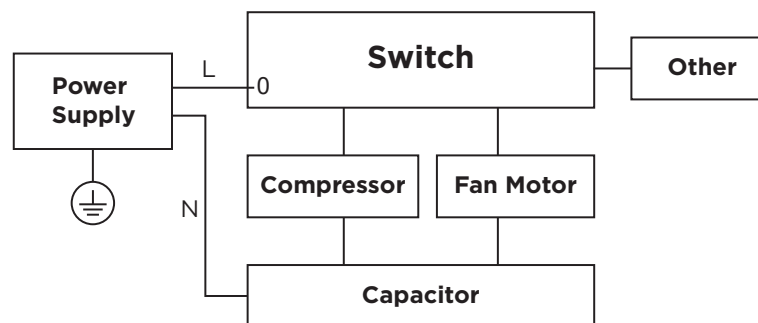 Switch
Other
L
0
Power
Supply
Compressor
Fan Motor
N
Capacitor